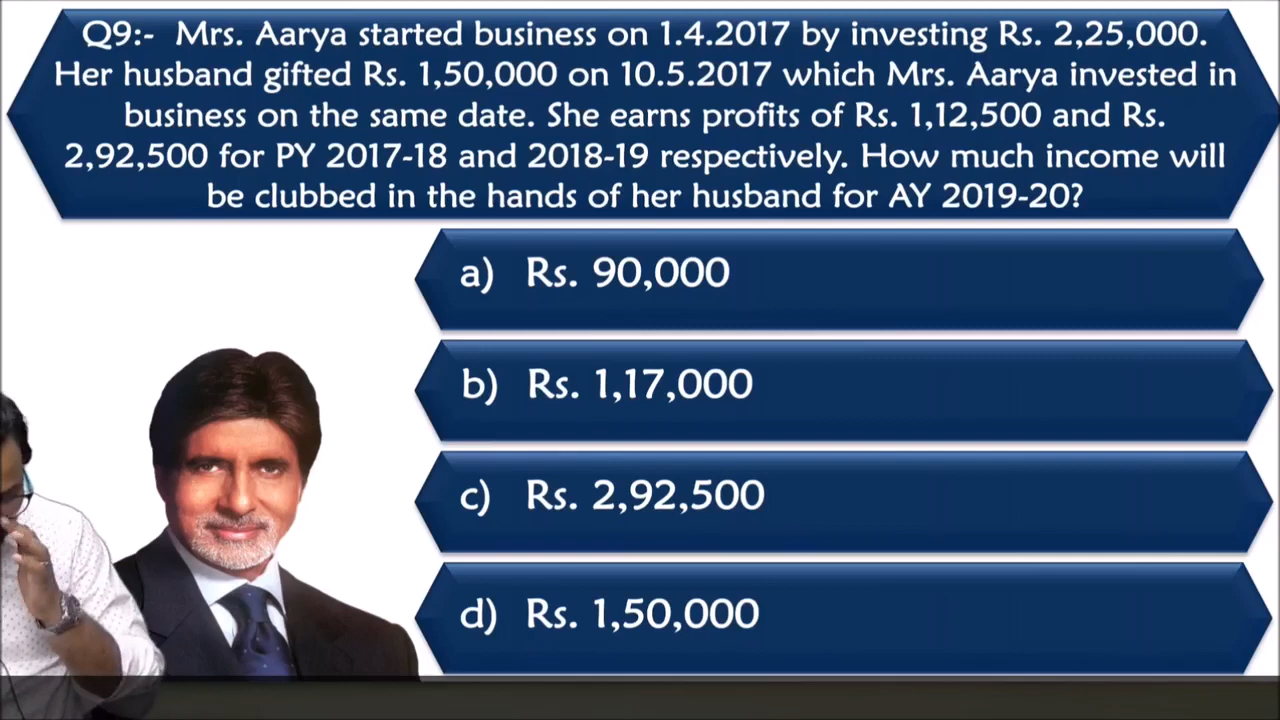 Q9:- Mrs. Aarya started business on 1.4.2017 by investing Rs. 2,25,000.
Her husband gifted Rs. 1,50,000 on 10.5.2017 which Mrs. Aarya invested in
business on the same date. She earns profits of Rs. 1,12,500 and Rs.
2,92,500 for PY 2017-18 and 2018-19 respectively. How much income will
be clubbed in the hands of her husband for AY 2019-20?
a) Rs. 90,000
b) Rs. 1,17,000
c) Rs. 2,92,500
d) Rs. 1,50,000